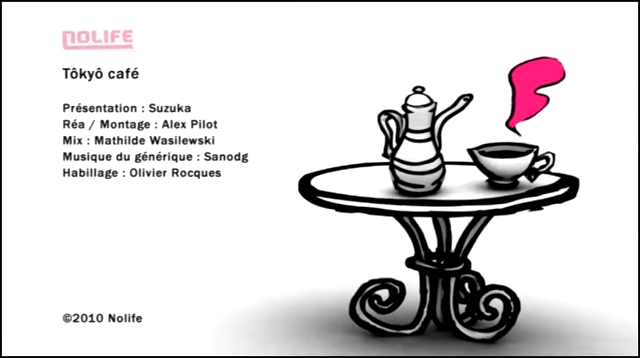 NOLIFE
Tôkyô café
Présentation : Suzuka
Réa / Montage : Alex Pilot
Mix : Mathilde Wasilewski
Musique du générique : Sanodg
Habillage : Olivier Rocques
©2010 Nolife